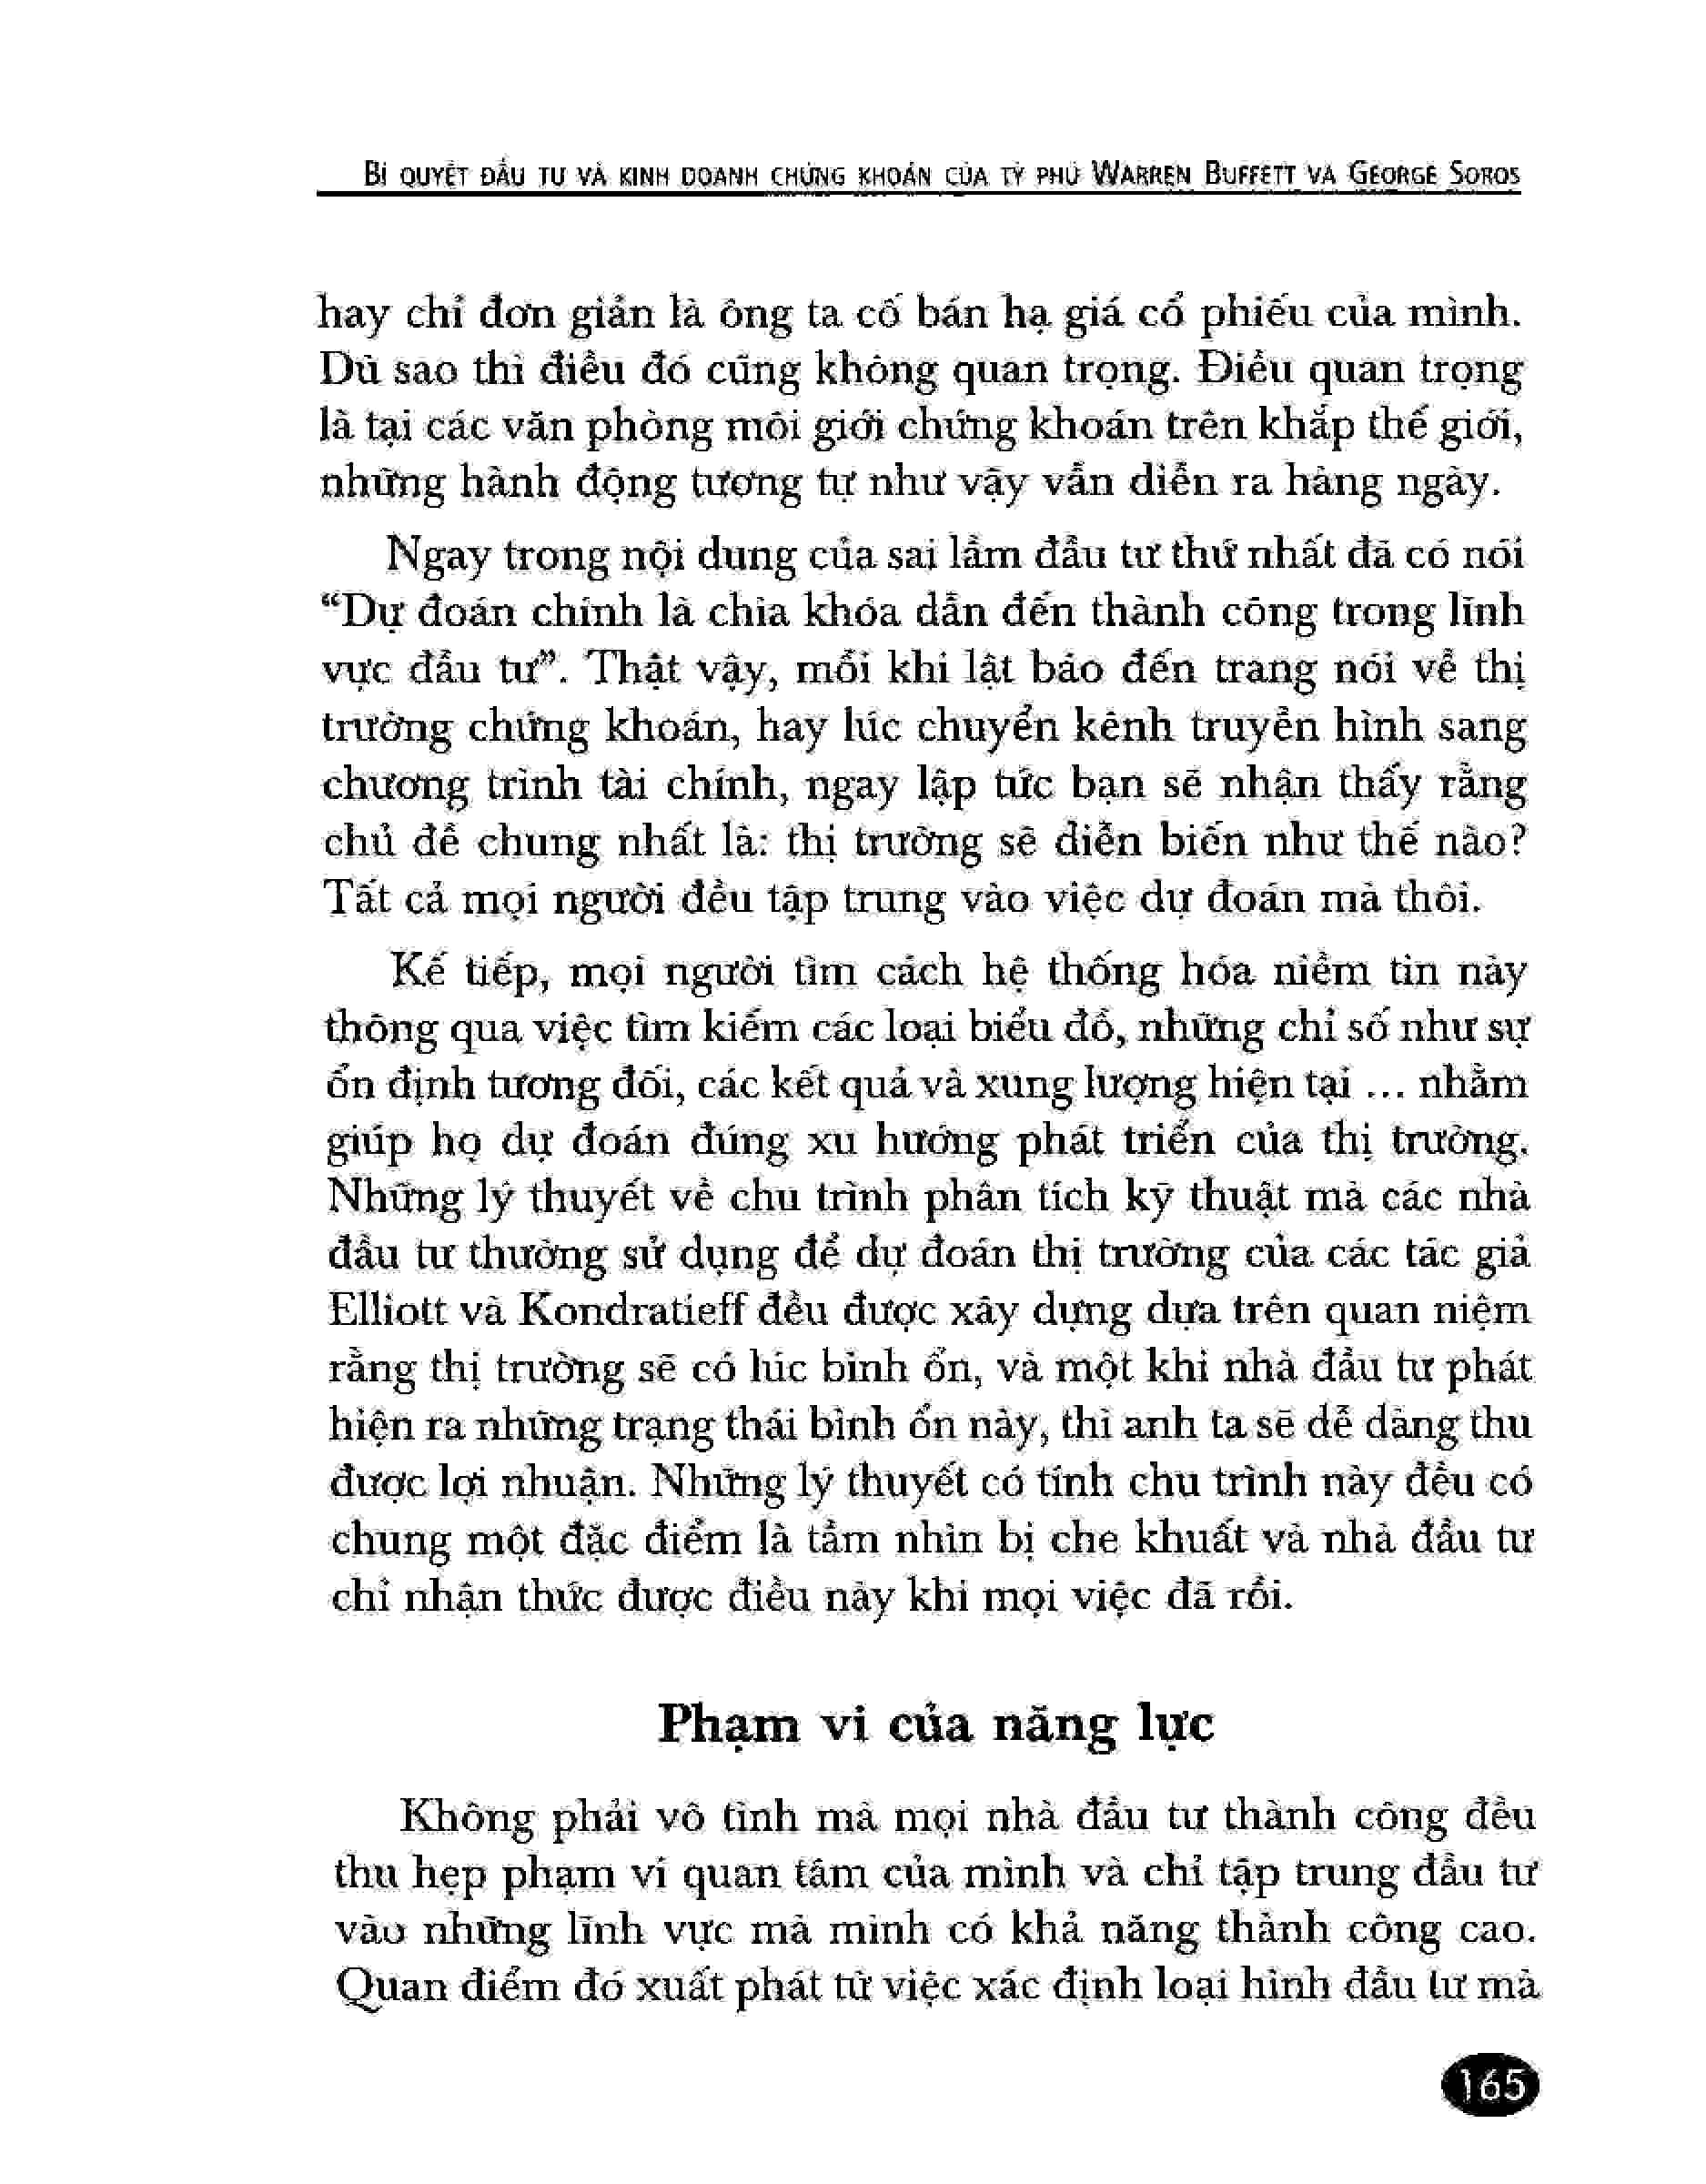 BÍ QUYẾT ĐẦU TƯ VÀ KINH DOANH CHỨNG KHOÁN CỦA TỶ PHÚ WARREN BUFFETT VÀ GEORGE SOROS
hay chỉ đơn giản là ông ta cố bán hạ giá cổ phiếu của mình.
Dù sao thì điều đó cũng không quan trọng. Điều quan trọng
là tại các văn phòng môi giới chứng khoán trên khắp thế giới,
những hành động tương tự như vậy vẫn diễn ra hàng ngày.
Ngay trong nội dung của sai lầm đầu tư thứ nhất đã có nói
“Dự đoán chính là chìa khóa dẫn đến thành công trong lĩnh
vực đầu tư”. Thật vậy, mỗi khi lật báo đến trang nói về thị
trường chứng khoán, hay lúc chuyển kênh truyền hình sang
chương trình tài chính, ngay lập tức bạn sẽ nhận thấy rằng
chủ đề chung nhất là: thị trường sẽ diễn biến như thế nào?
Tất cả mọi người đều tập trung vào việc dự đoán mà thôi.
Kế tiếp, mọi người tìm cách hệ thống hóa niềm tin này
thông qua việc tìm kiếm các loại biểu đồ, những chỉ số như sự
ổn định tương đối, các kết quả và xung lượng hiện tại ... nhằm
giúp họ dự đoán đúng xu hướng phát triển của thị trường.
Những lý thuyết về chu trình phân tích kỹ thuật mà các nhà
đầu tư thường sử dụng để dự đoán thị trường của các tác giả
Elliott và Kondratieff đều được xây dựng dựa trên quan niệm
rằng thị trường sẽ có lúc bình ổn, và một khi nhà đầu tư phát
hiện ra những trạng thái bình ổn này, thì anh ta sẽ dễ dàng thu
được lợi nhuận. Những lý thuyết có tính chu trình này đều có
chung một đặc điểm là tầm nhìn bị che khuất và nhà đầu tư
chỉ nhận thức được điều này khi mọi việc đã rồi.
Phạm vi của năng lực
Không phải vô tình mà mọi nhà đầu tư thành công đều
thu hẹp phạm vi quan tâm của mình và chỉ tập trung đầu tư
vào những lĩnh vực mà mình có khả năng thành công cao.
Quan điểm đó xuất phát từ việc xác định loại hình đầu tư mà
165